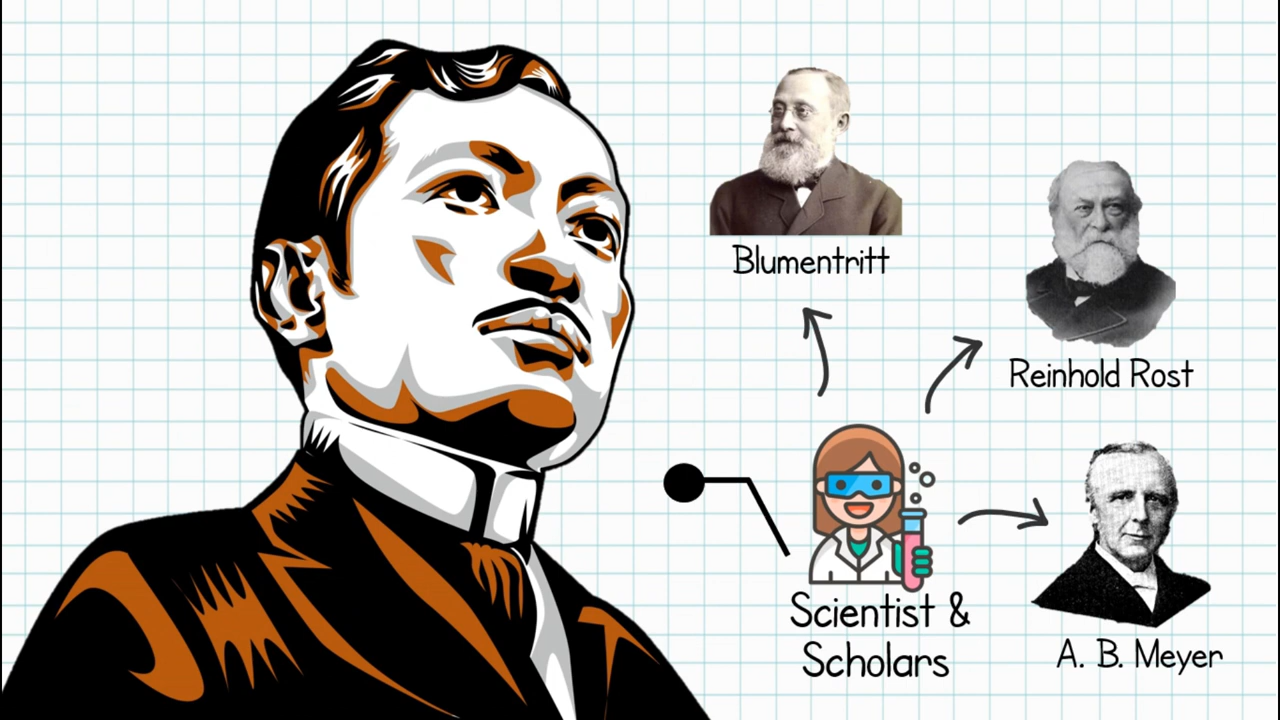 Blumentritt
Reinhold Rost
Scientist &
Scholars
A. B. Meyer